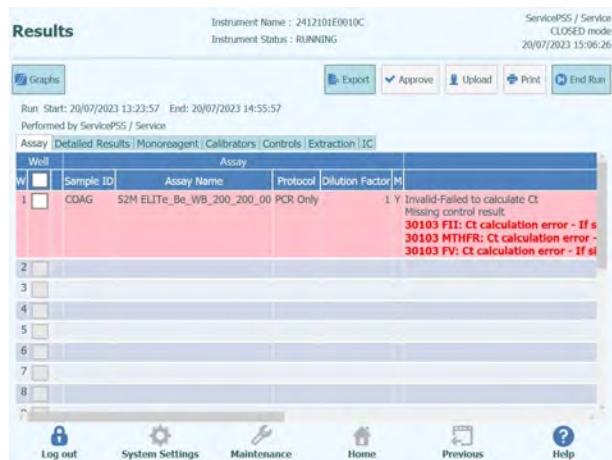 Results
Instrument Name : 2412101E0010C
Instrument Status : RUNNING
ServicePSS / Service
CLOSED mode
20/07/2023 15:06:26
Graphs
Export
Approve
Upload
Print
End Run
Run Start: 20/07/2023 13:23:57 End: 20/07/2023 14:55:57
Performed by ServicePSS / Service
Assay Detailed Results Monoreagent Calibrators Controls Extraction IC
Well Assay
W Sample ID Assay Name Protocol Dilution Factor M
1 COAG S2M ELITe_Be_WB_200_200_00 PCR Only 1 Y Invalid-Failed to calculate Ct
Missing control result
30103 FII: Ct calculation error - If s
30103 MTHFR: Ct calculation error -
30103 FV: Ct calculation error - If si
2
3
4
5
6
7
8
Log out System Settings Maintenance Home Previous Help